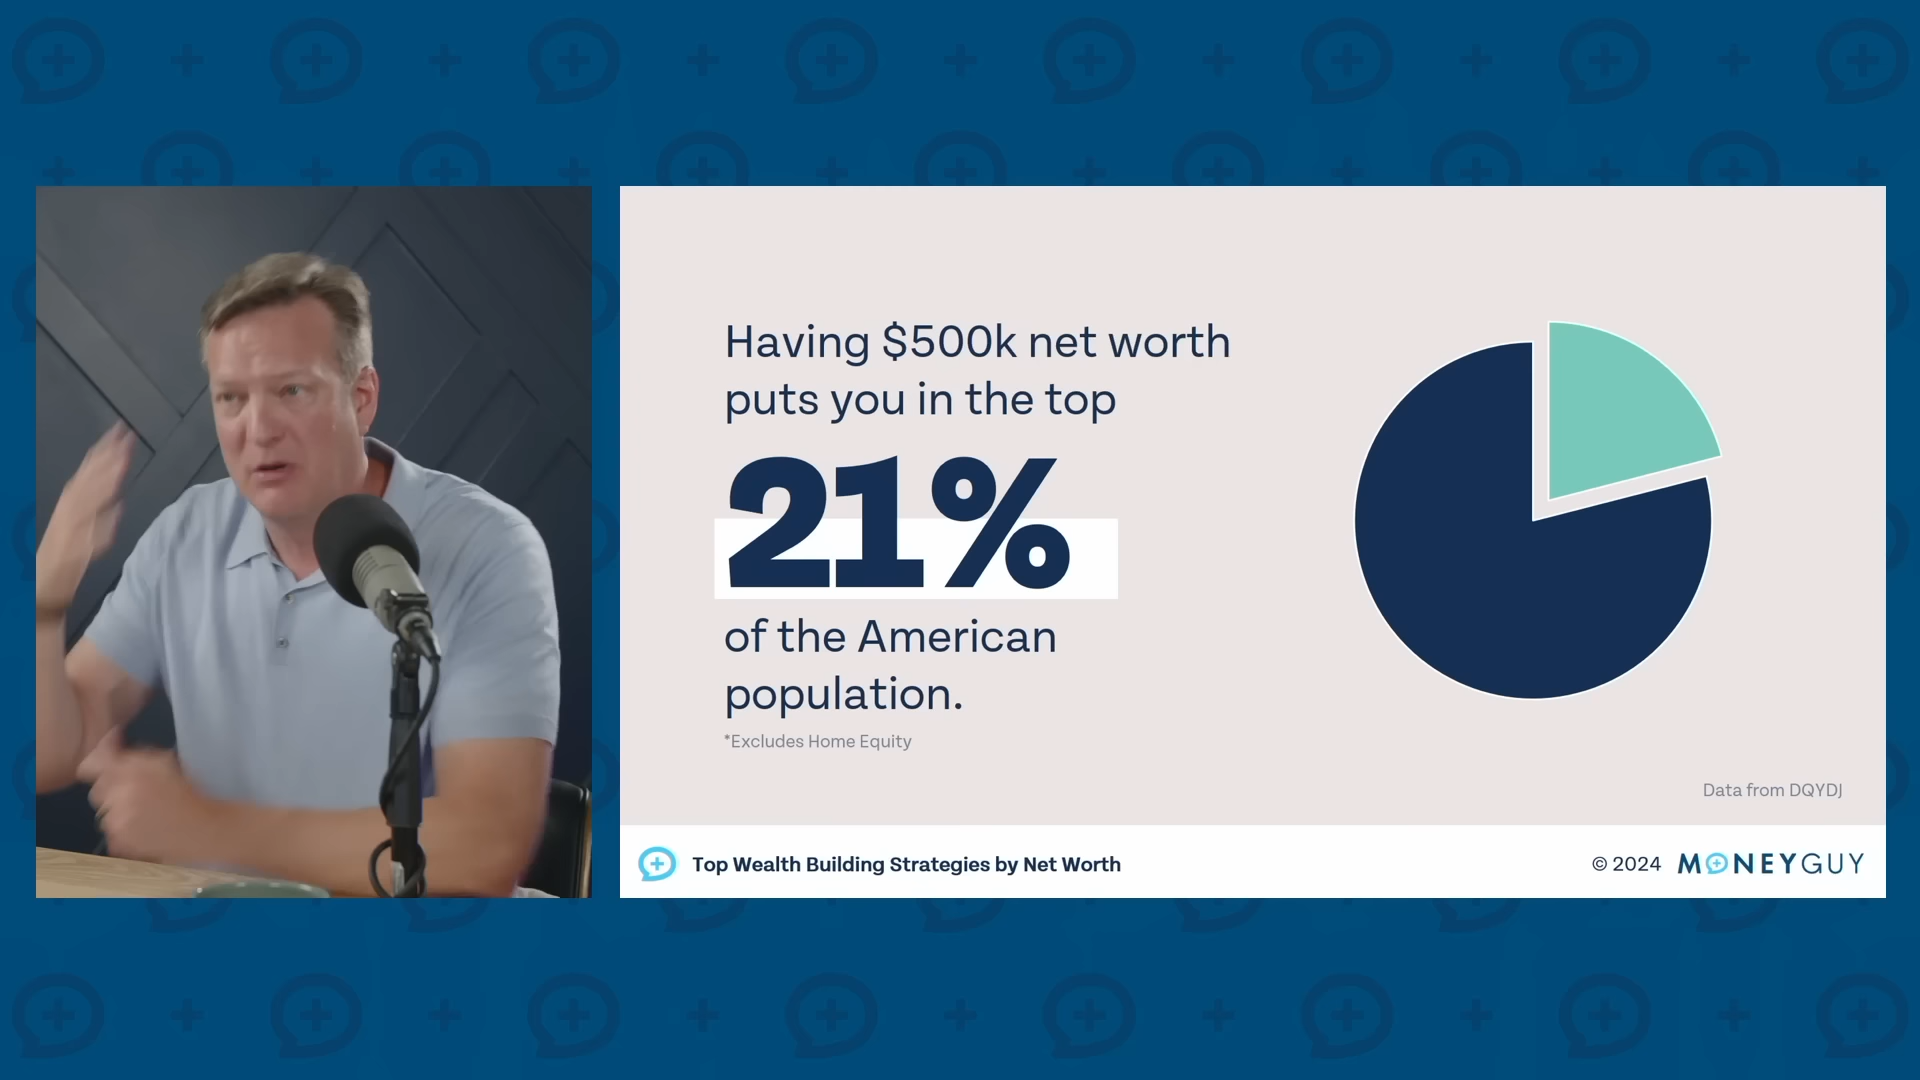 Having $500k net worth
puts you in the top
21%
of the American
population.
*Excludes Home Equity
Data from DQYDJ
Top Wealth Building Strategies by Net Worth
© 2024 MONEYGUY